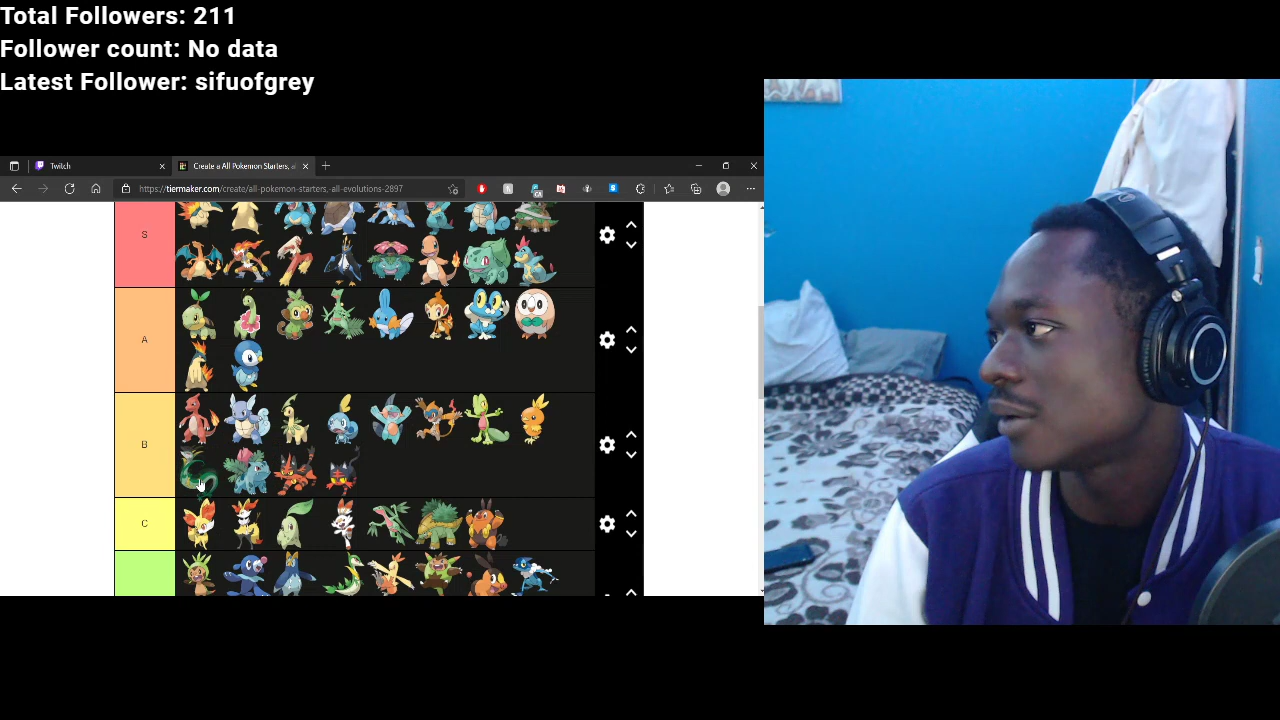 Total Followers: 211
Follower count: No data
Latest Follower: sifuofgrey
Twitch
Create a All Pokemon Starters, al
https://tiermaker.com/create/all-pokemon-starters,-all-evolutions-2897
S
A
B
C